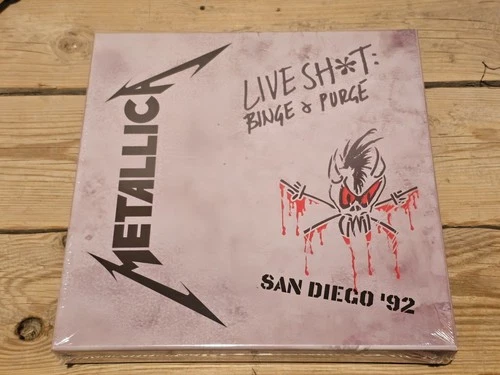 METALLICA
LIVE SH*T:
BINGE & PURGE
SAN DIEGO '92